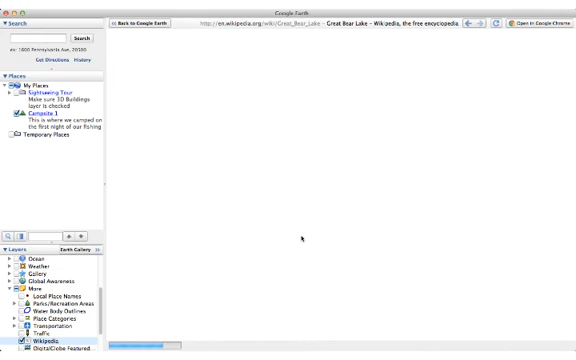 Google Earth
Search
Back to Google Earth
http://en.wikipedia.org/wiki/Great_Bear_Lake - Great Bear Lake - Wikipedia, the free encyclopedia
Open in Google Chrome
Search
ex: 1600 Pennsylvania Ave, 20500
Get Directions History
Places
My Places
Sightseeing Tour
Make sure 3D Buildings
layer is checked
Campsite 1
This is where we camped on
the first night of our fishing
Temporary Places
Layers
Earth Gallery
Ocean
Weather
Gallery
Global Awareness
More
Local Place Names
Parks/Recreation Areas
Water Body Outlines
Place Categories
Transportation
Traffic
Wikipedia
DigitalGlobe Featured